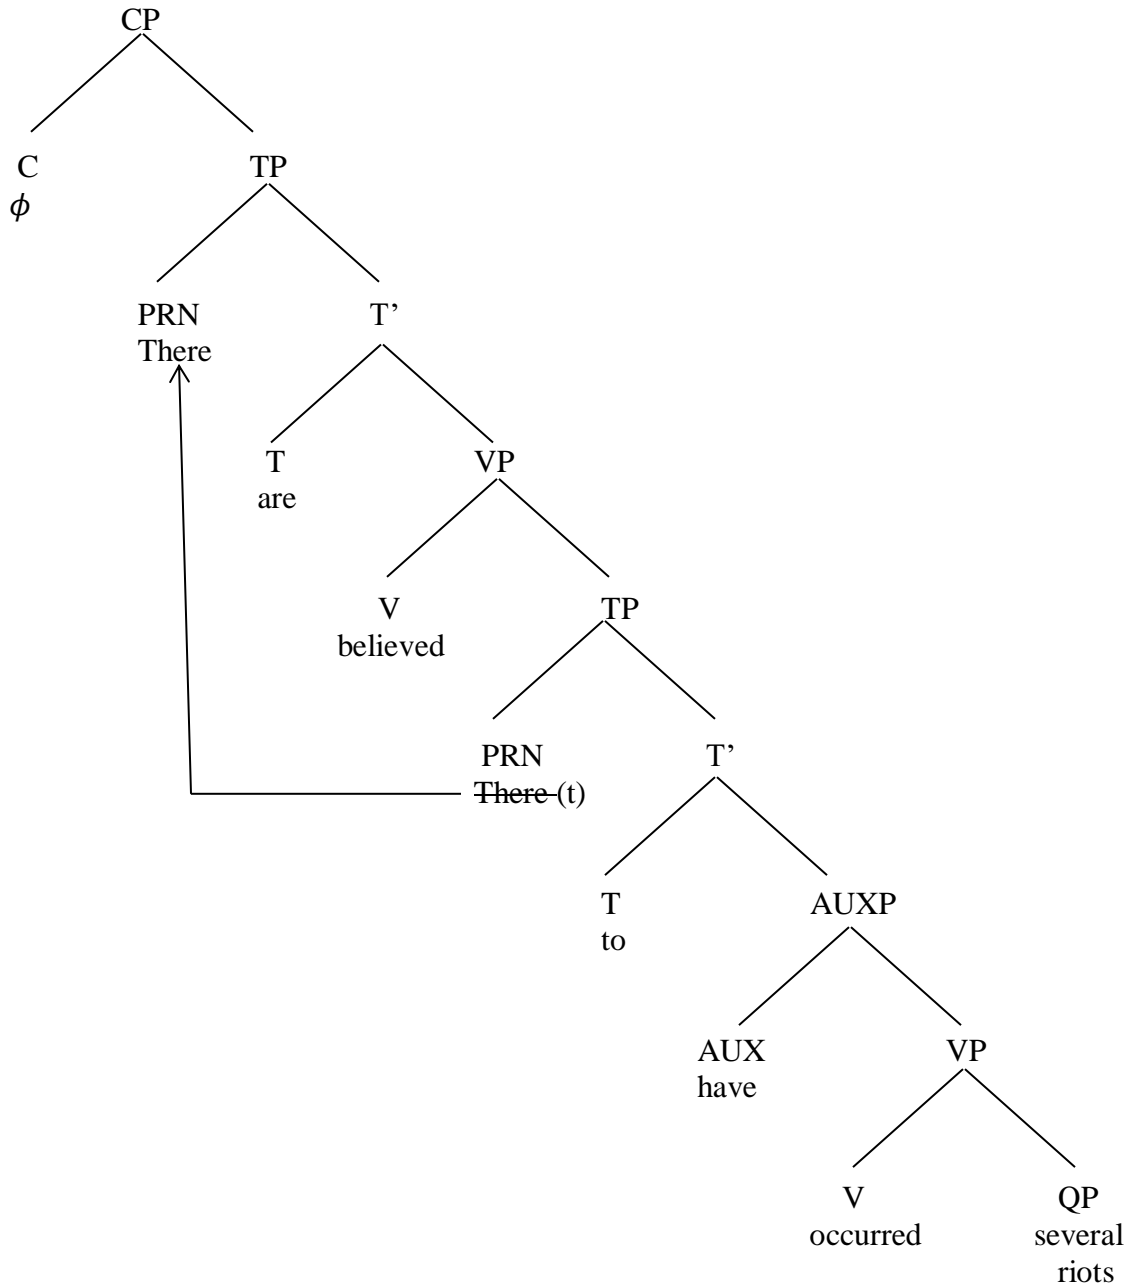 CP
C
TP
ϕ
PRN
T’
There
T
VP
are
V
TP
believed
PRN
T’
There (t)
T
AUXP
to
AUX
VP
have
V
QP
occurred
several
riots